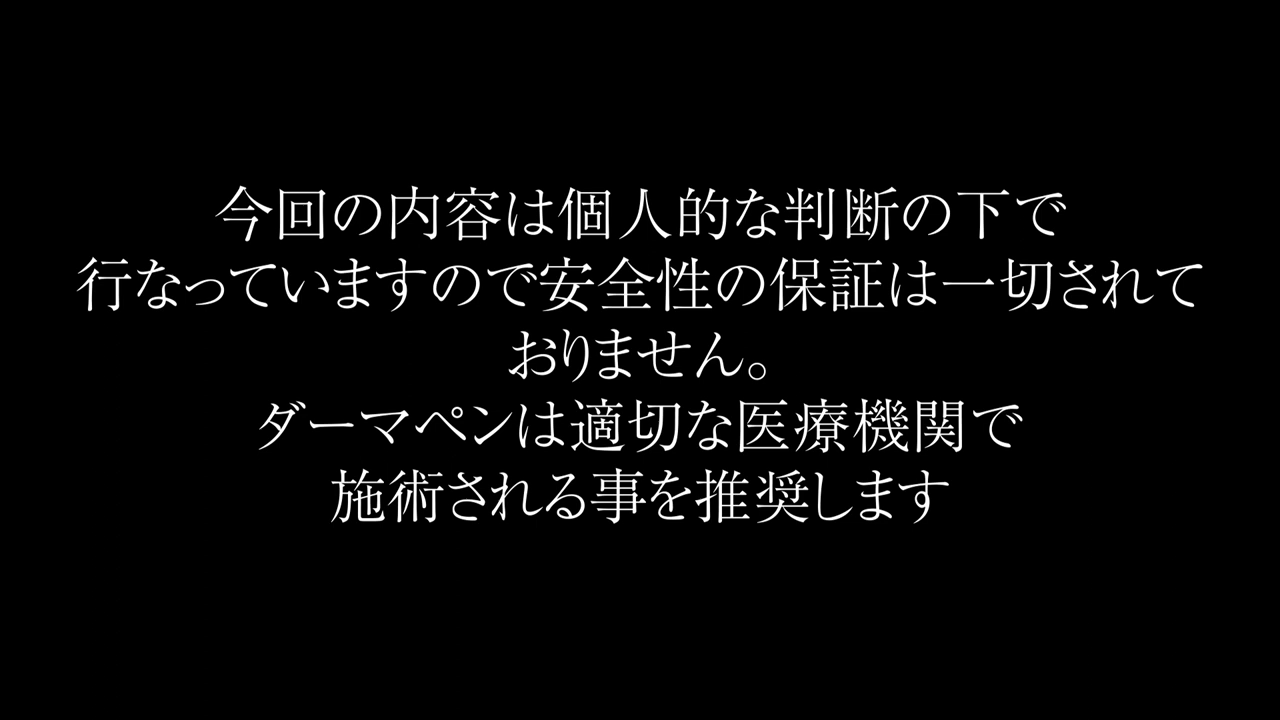 今回の内容は個人的な判断の下で
行なっていますので安全性の保証は一切されて
おりません。
ダーマペンは適切な医療機関で
施術される事を推奨します